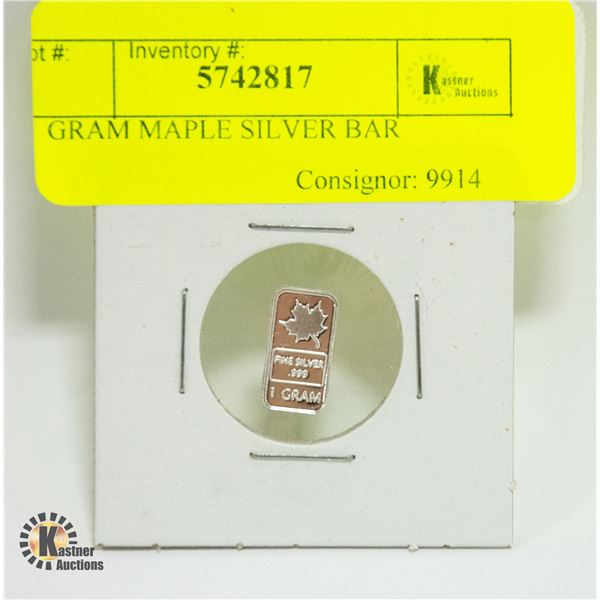 ot #:
Inventory #:
5742817
Kastner
Auctions
GRAM MAPLE SILVER BAR
Consignor: 9914
FINE SILVER
.999
1 GRAM
Kastner
Auctions